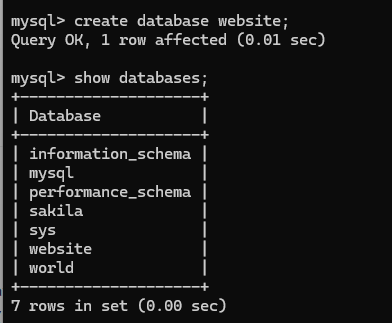 mysql> create database website;
Query OK, 1 row affected (0.01 sec)
mysql> show databases;
+--------------------+
| Database           |
+--------------------+
| information_schema |
| mysql              |
| performance_schema |
| sakila             |
| sys                |
| website            |
| world              |
+--------------------+
7 rows in set (0.00 sec)